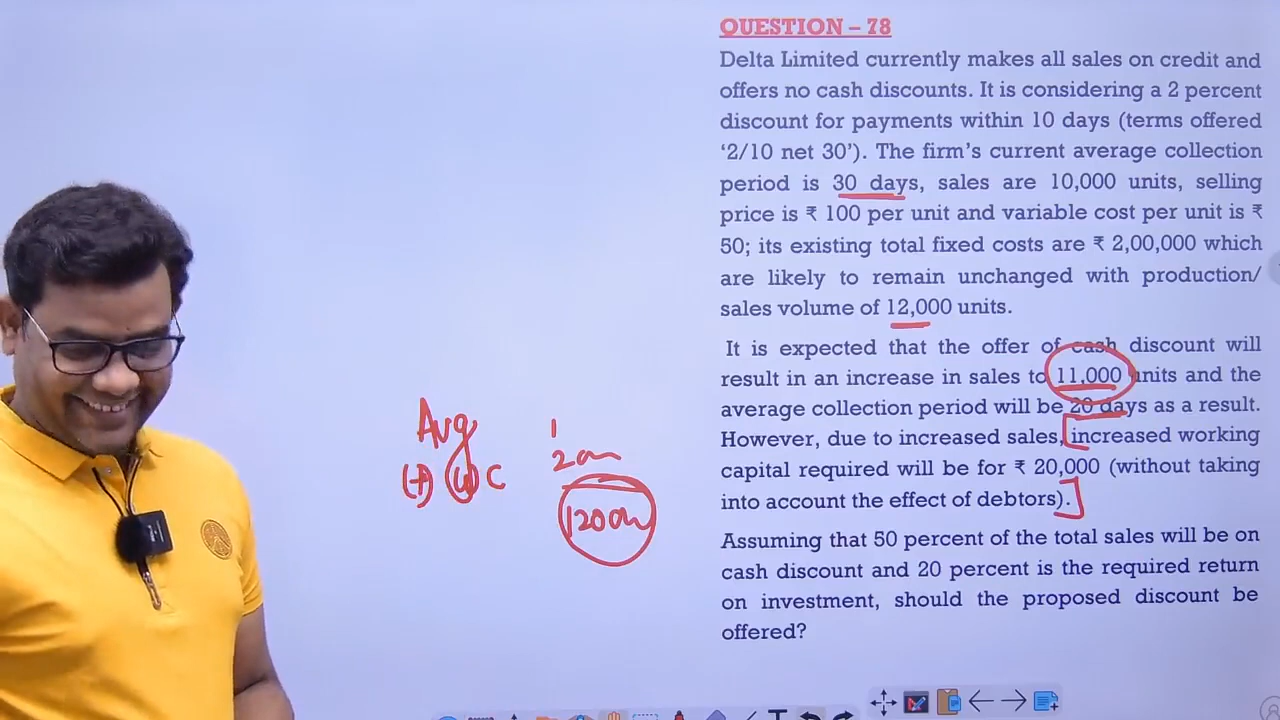 QUESTION – 78
Delta Limited currently makes all sales on credit and
offers no cash discounts. It is considering a 2 percent
discount for payments within 10 days (terms offered
‘2/10 net 30’). The firm’s current average collection
period is 30 days, sales are 10,000 units, selling
price is ₹ 100 per unit and variable cost per unit is ₹
50; its existing total fixed costs are ₹ 2,00,000 which
are likely to remain unchanged with production/
sales volume of 12,000 units.
It is expected that the offer of cash discount will
result in an increase in sales to 11,000 units and the
average collection period will be 20 days as a result.
However, due to increased sales, increased working
capital required will be for ₹ 20,000 (without taking
into account the effect of debtors).
Assuming that 50 percent of the total sales will be on
cash discount and 20 percent is the required return
on investment, should the proposed discount be
offered?
Avg
(+)
C
1